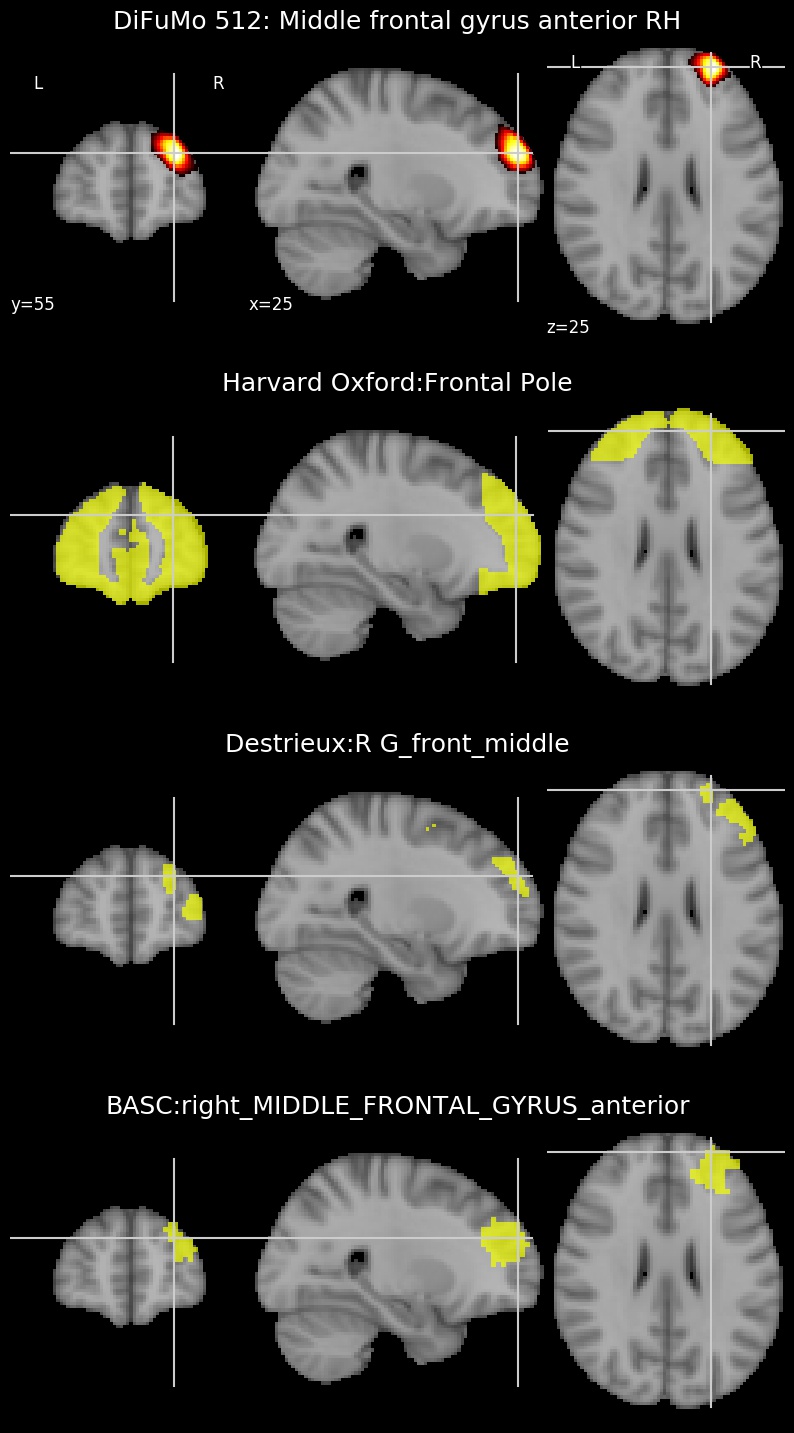 DiFuMo 512: Middle frontal gyrus anterior RH
L R L R
y=55 x=25 z=25
Harvard Oxford:Frontal Pole
Destrieux:R G_front_middle
BASC:right_MIDDLE_FRONTAL_GYRUS_anterior